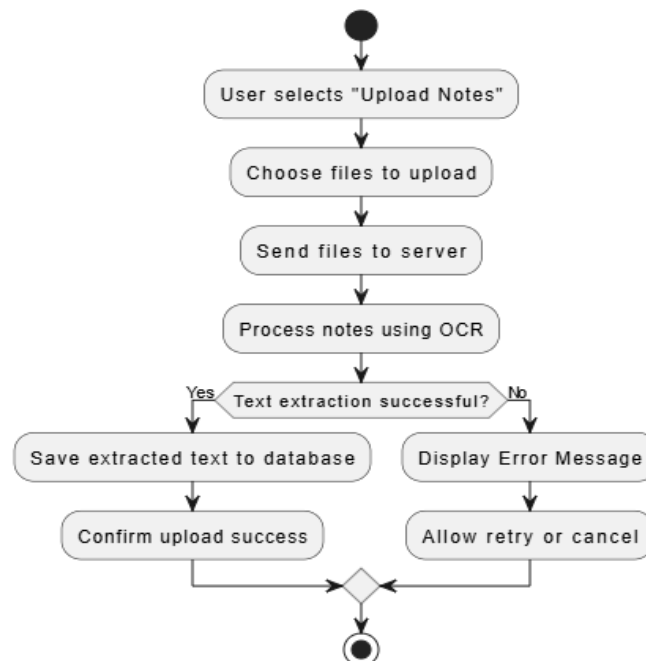 User selects "Upload Notes"
Choose files to upload
Send files to server
Process notes using OCR
Yes
Text extraction successful?
No
Save extracted text to database
Display Error Message
Confirm upload success
Allow retry or cancel